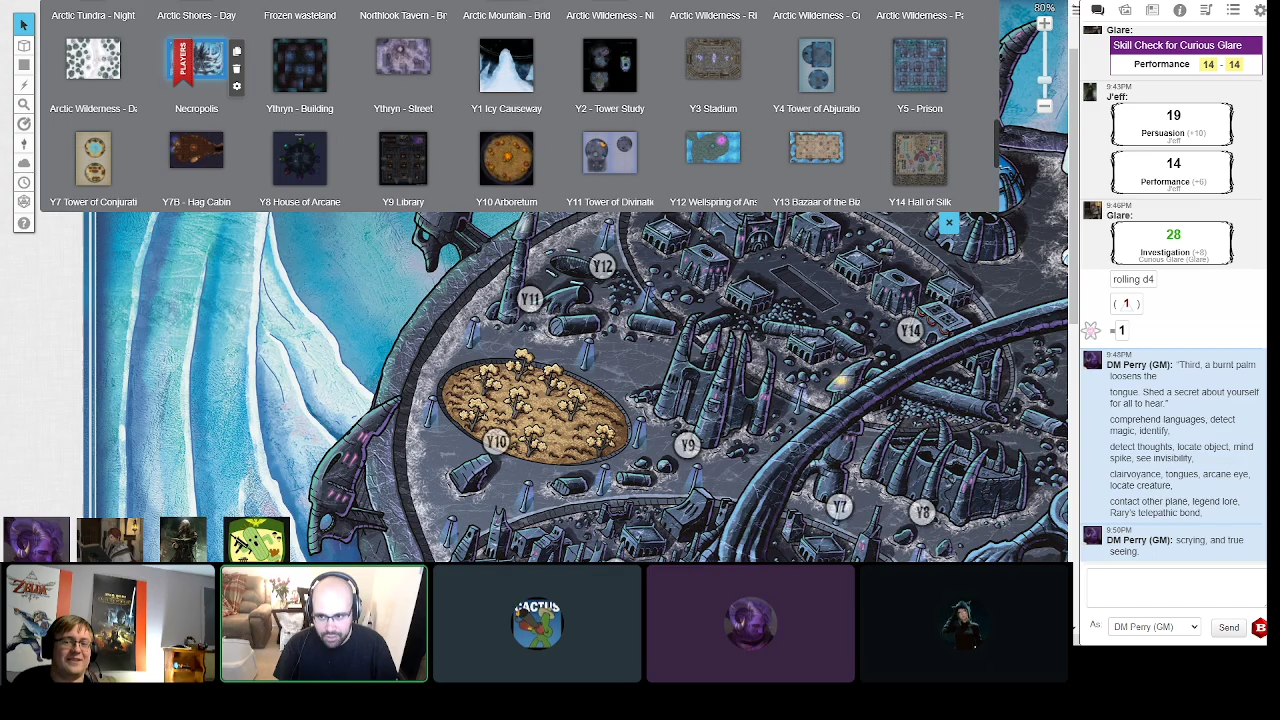 Arctic Tundra - Night
Arctic Shores - Day
Frozen wasteland
Northlook Tavern - Br
Arctic Mountain - Brid
Arctic Wilderness - Ni
Arctic Wilderness - Ri
Arctic Wilderness - Ci
Arctic Wilderness - Pa
80%
PLAYERS
Arctic Wilderness - Da
Necropolis
Ythryn - Building
Ythryn - Street
Y1 Icy Causeway
Y2 - Tower Study
Y3 Stadium
Y4 Tower of Abjuratio
Y5 - Prison
Y7 Tower of Conjurati
Y7B - Hag Cabin
Y8 House of Arcane
Y9 Library
Y10 Arboretum
Y11 Tower of Divinatic
Y12 Wellspring of Ans
Y13 Bazaar of the Biz
Y14 Hall of Silk
Y12
Y11
Y14
Y10
Y9
Y7
Y8
CACTUS
Glare:
Skill Check for Curious Glare
Performance 14 - 14
9:43PM
J'eff:
19
Persuasion (+10)
J'eff
14
Performance (+6)
J'eff
9:46PM
Glare:
28
Investigation (+8)
Curious Glare (Glare)
rolling d4
( 1 )
=1
9:48PM
DM Perry (GM): "Third, a burnt palm
loosens the
tongue. Shed a secret about yourself
for all to hear."
comprehend languages, detect
magic, identify,
detect thoughts, locate object, mind
spike, see invisibility,
clairvoyance, tongues, arcane eye,
locate creature,
contact other plane, legend lore,
Rary's telepathic bond,
9:50PM
DM Perry (GM): scrying, and true
seeing,
As: DM Perry (GM) Send B
ZELDA